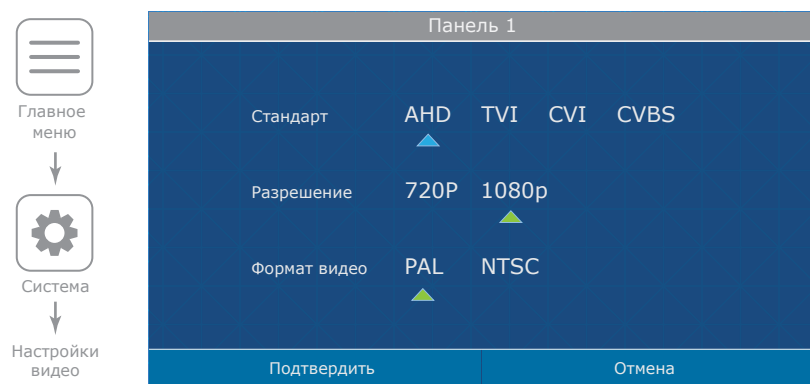 Главное
меню
Система
Настройки
видео
Панель 1
Стандарт AHD TVI CVI CVBS
Разрешение 720P 1080p
Формат видео PAL NTSC
Подтвердить Отмена